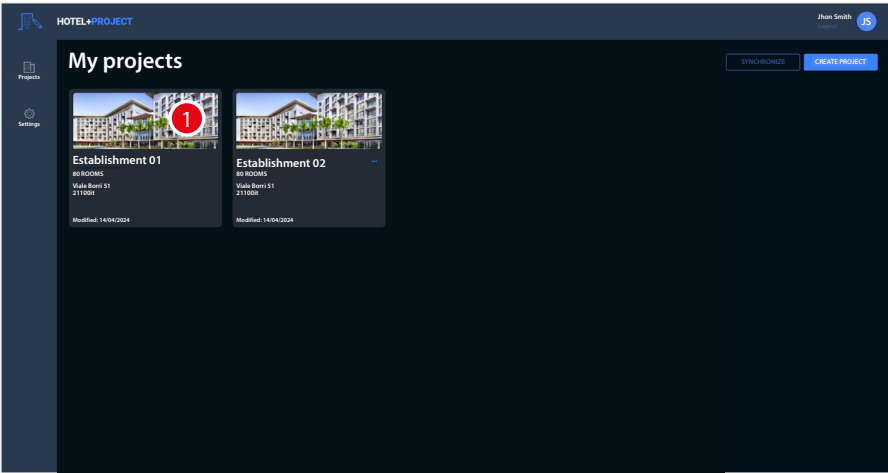 HOTEL+PROJECT
Jhon Smith
Logout
JS
Projects
Settings
My projects
SYNCHRONIZE
CREATE PROJECT
1
Establishment 01
80 ROOMS
Viale Borri 51
21100it
Modified: 14/04/2024
Establishment 02
80 ROOMS
Viale Borri 51
21100it
Modified: 14/04/2024